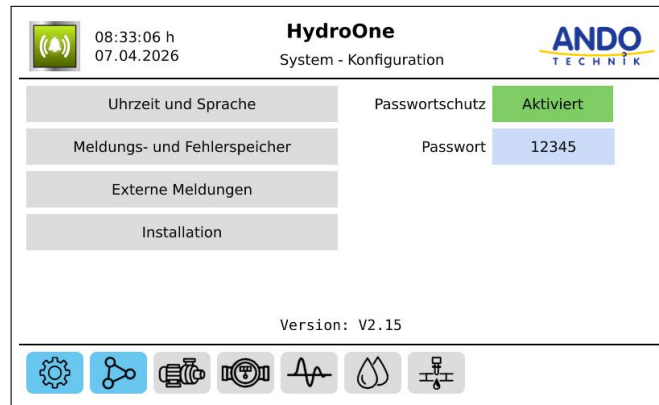 08:33:06 h
07.04.2026
HydroOne
System - Konfiguration
ANDO
TECHNIK
Uhrzeit und Sprache
Passwortschutz Aktiviert
Meldungs- und Fehlerspeicher
Passwort 12345
Externe Meldungen
Installation
Version: V2.15